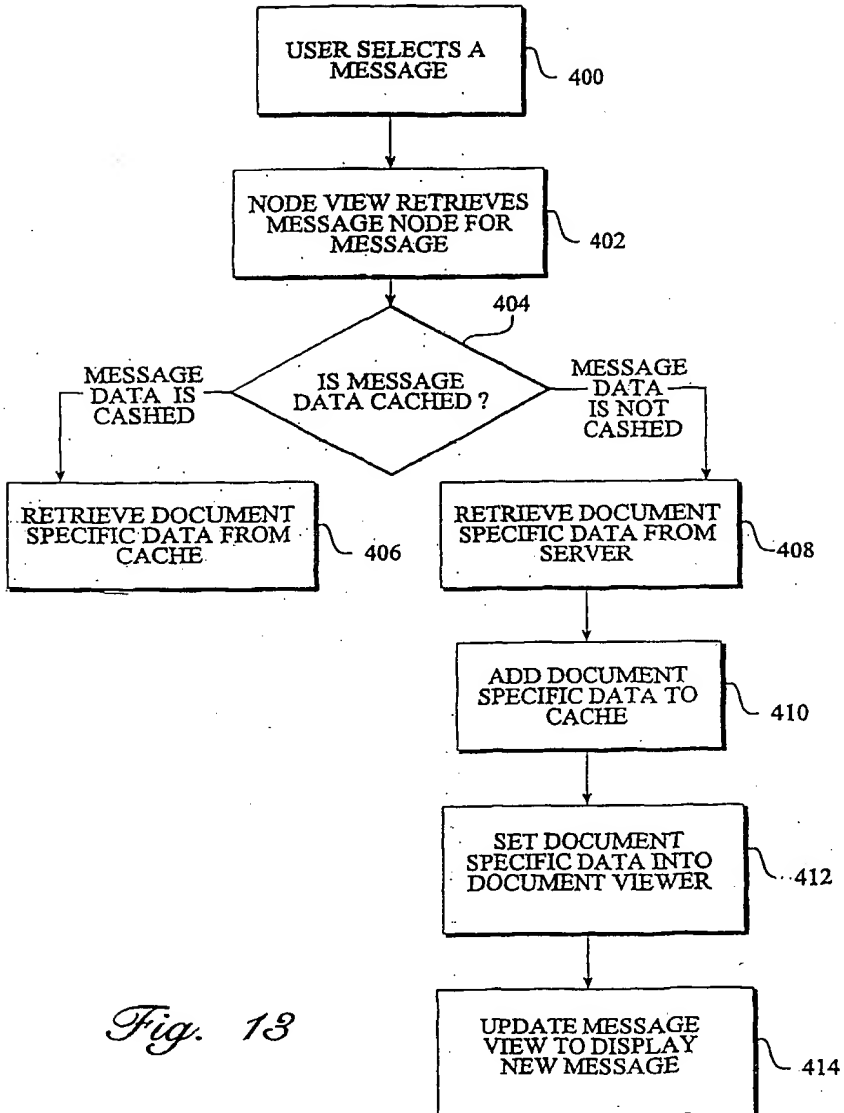 USER SELECTS A
MESSAGE
400
NODE VIEW RETRIEVES
MESSAGE NODE FOR
MESSAGE
402
404
IS MESSAGE
DATA CACHED ?
MESSAGE
DATA IS
CASHED
MESSAGE
DATA
IS NOT
CASHED
RETRIEVE DOCUMENT
SPECIFIC DATA FROM
CACHE
406
RETRIEVE DOCUMENT
SPECIFIC DATA FROM
SERVER
408
ADD DOCUMENT
SPECIFIC DATA TO
CACHE
410
SET DOCUMENT
SPECIFIC DATA INTO
DOCUMENT VIEWER
412
UPDATE MESSAGE
VIEW TO DISPLAY
NEW MESSAGE
414
Fig. 13